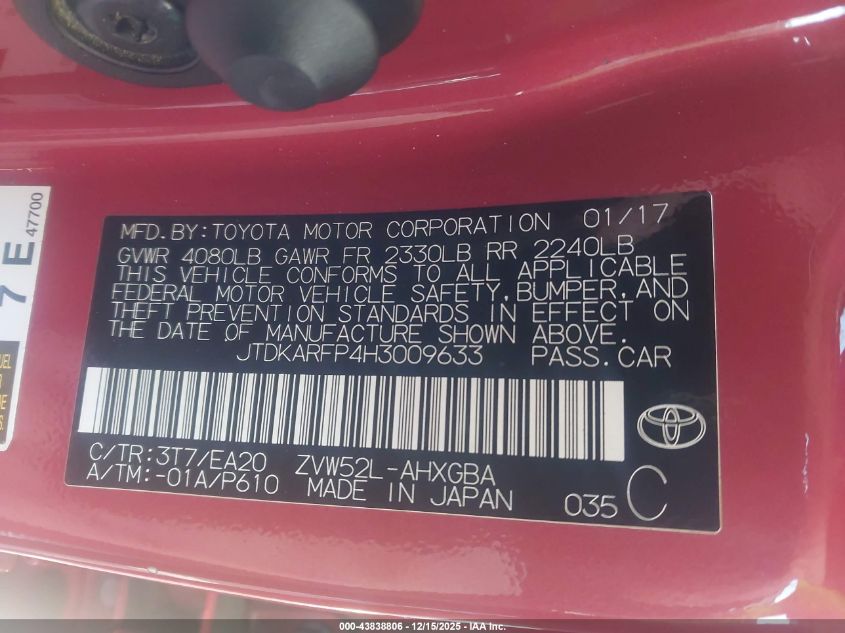 MFD.BY:TOYOTA MOTOR CORPORATION 01/17
GVWR 4080LB GAWR FR 2330LB RR 2240LB
THIS VEHICLE CONFORMS TO ALL APPLICABLE
FEDERAL MOTOR VEHICLE SAFETY,BUMPER,AND
THEFT PREVENTION STANDARDS IN EFFECT ON
THE DATE OF MANUFACTURE SHOWN ABOVE.
JTDKARFP4H3009633 PASS.CAR
C/TR:3T7/EA20 ZVW52L-AHXGBA
A/TM:-01A/P610 MADE IN JAPAN 035 C
7 E 47700
000-43838806 - 12/15/2025 - IAA Inc.